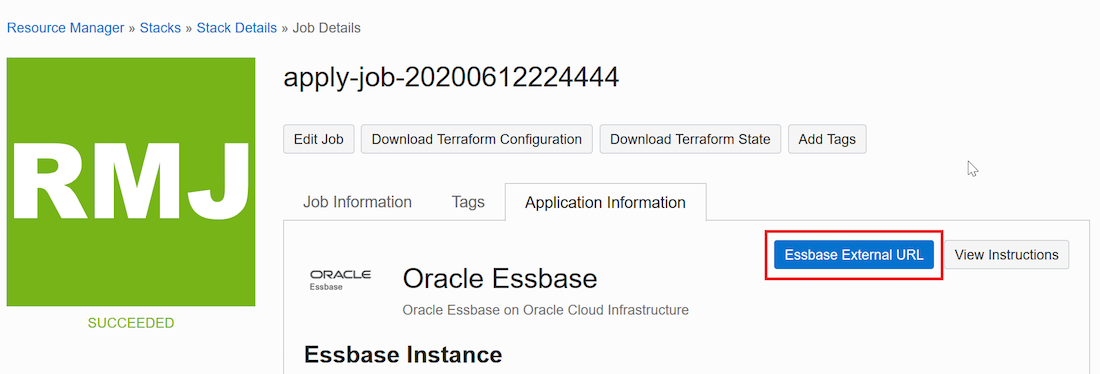 Resource Manager » Stacks » Stack Details » Job Details
RMJ
SUCCEEDED
apply-job-20200612224444
Edit Job Download Terraform Configuration Download Terraform State Add Tags
Job Information Tags Application Information
Essbase External URL View Instructions
ORACLE
Essbase
Oracle Essbase
Oracle Essbase on Oracle Cloud Infrastructure
Essbase Instance